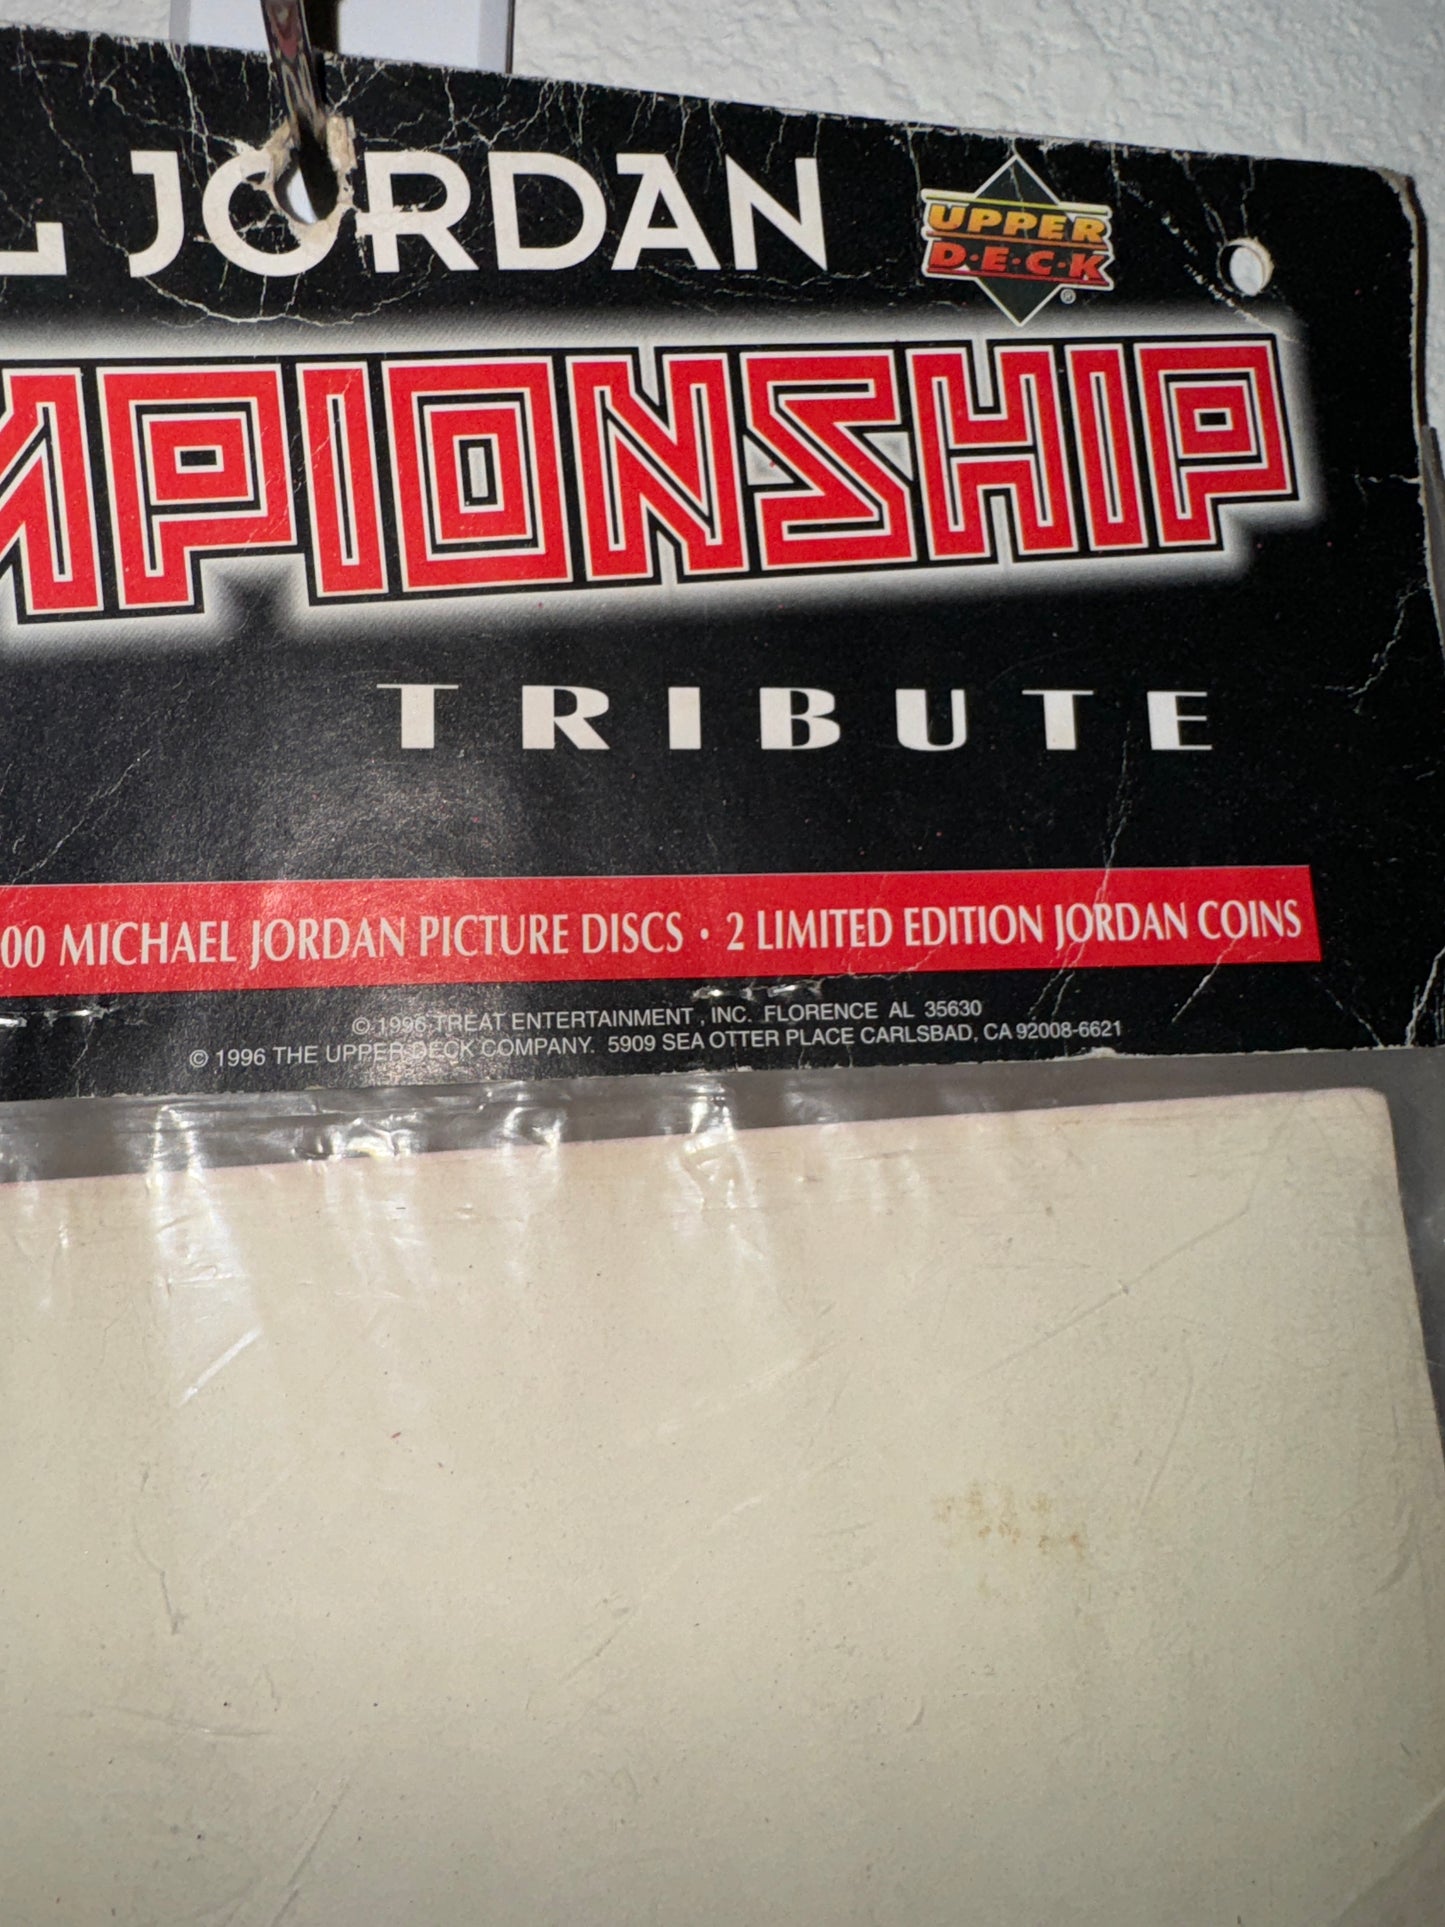 L JORDAN
UPPER
D·E·C·K
®
MPIONSHIP
TRIBUTE
00 MICHAEL JORDAN PICTURE DISCS · 2 LIMITED EDITION JORDAN COINS
© 1996 TREAT ENTERTAINMENT, INC. FLORENCE AL 35630
© 1996 THE UPPER DECK COMPANY. 5909 SEA OTTER PLACE CARLSBAD, CA 92008-6621